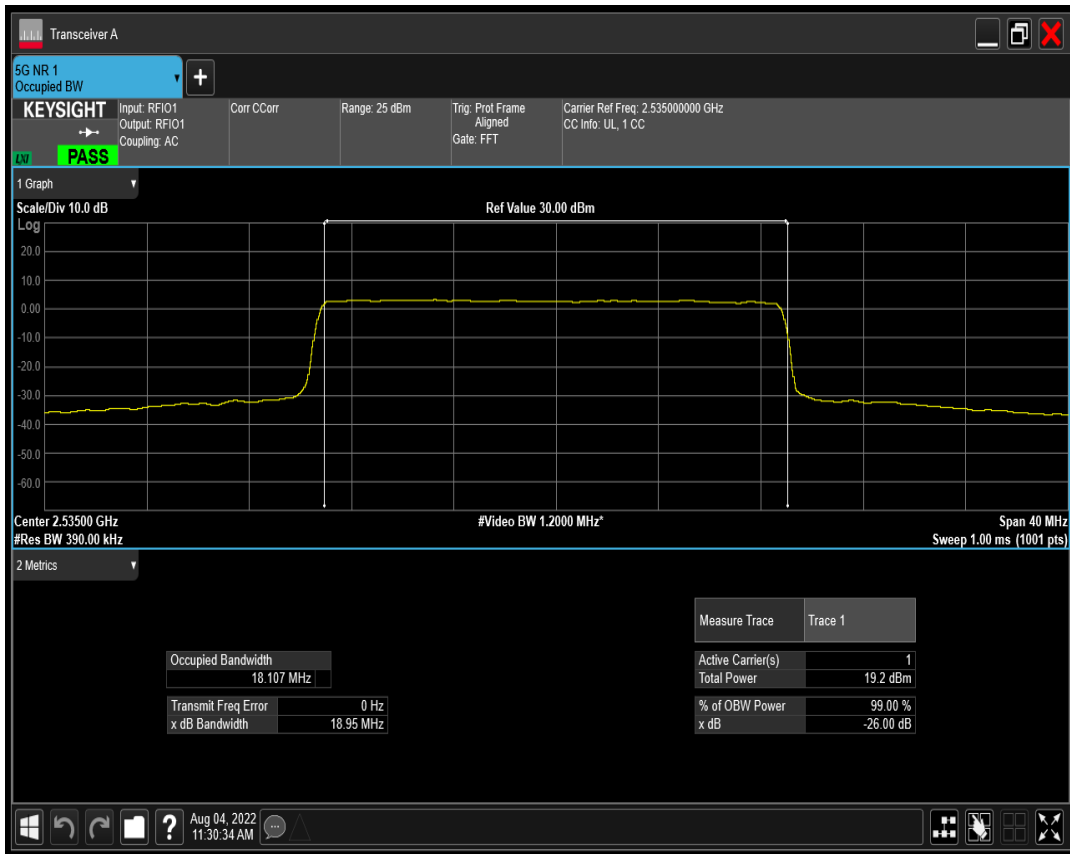 Transceiver A
5G NR 1
Occupied BW
+
KEYSIGHT
LXI
PASS
Input: RFIO1
Output: RFIO1
Coupling: AC
Corr CCorr
Range: 25 dBm
Trig: Prot Frame
Aligned
Gate: FFT
Carrier Ref Freq: 2.535000000 GHz
CC Info: UL, 1 CC
1 Graph
Scale/Div 10.0 dB
Ref Value 30.00 dBm
Log
20.0
10.0
0.00
-10.0
-20.0
-30.0
-40.0
-50.0
-60.0
Center 2.53500 GHz
#Video BW 1.2000 MHz*
Span 40 MHz
#Res BW 390.00 kHz
Sweep 1.00 ms (1001 pts)
2 Metrics
Measure Trace Trace 1
Occupied Bandwidth
18.107 MHz
Active Carrier(s) 1
Total Power 19.2 dBm
Transmit Freq Error 0 Hz
x dB Bandwidth 18.95 MHz
% of OBW Power 99.00 %
x dB -26.00 dB
?
Aug 04, 2022
11:30:34 AM